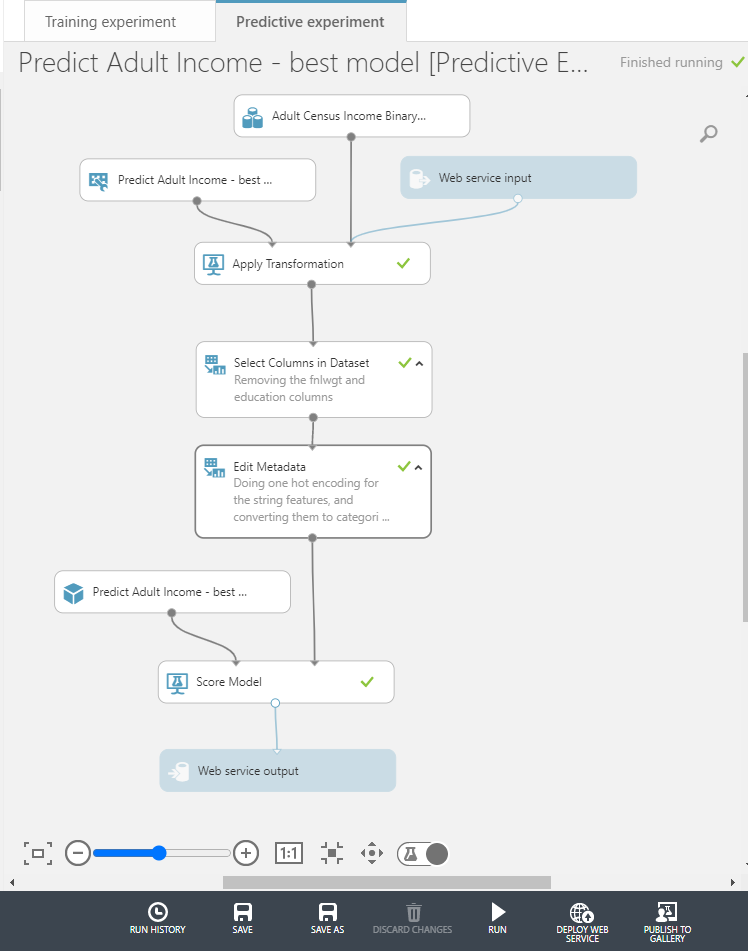 Training experiment
Predictive experiment
Predict Adult Income - best model [Predictive E...
Finished running
Adult Census Income Binary...
Predict Adult Income - best ...
Web service input
Apply Transformation
Select Columns in Dataset
Removing the fnlwgt and
education columns
Edit Metadata
Doing one hot encoding for
the string features, and
converting them to categori ...
Predict Adult Income - best ...
Score Model
Web service output
1:1
RUN HISTORY
SAVE
SAVE AS
DISCARD CHANGES
RUN
DEPLOY WEB
SERVICE
PUBLISH TO
GALLERY